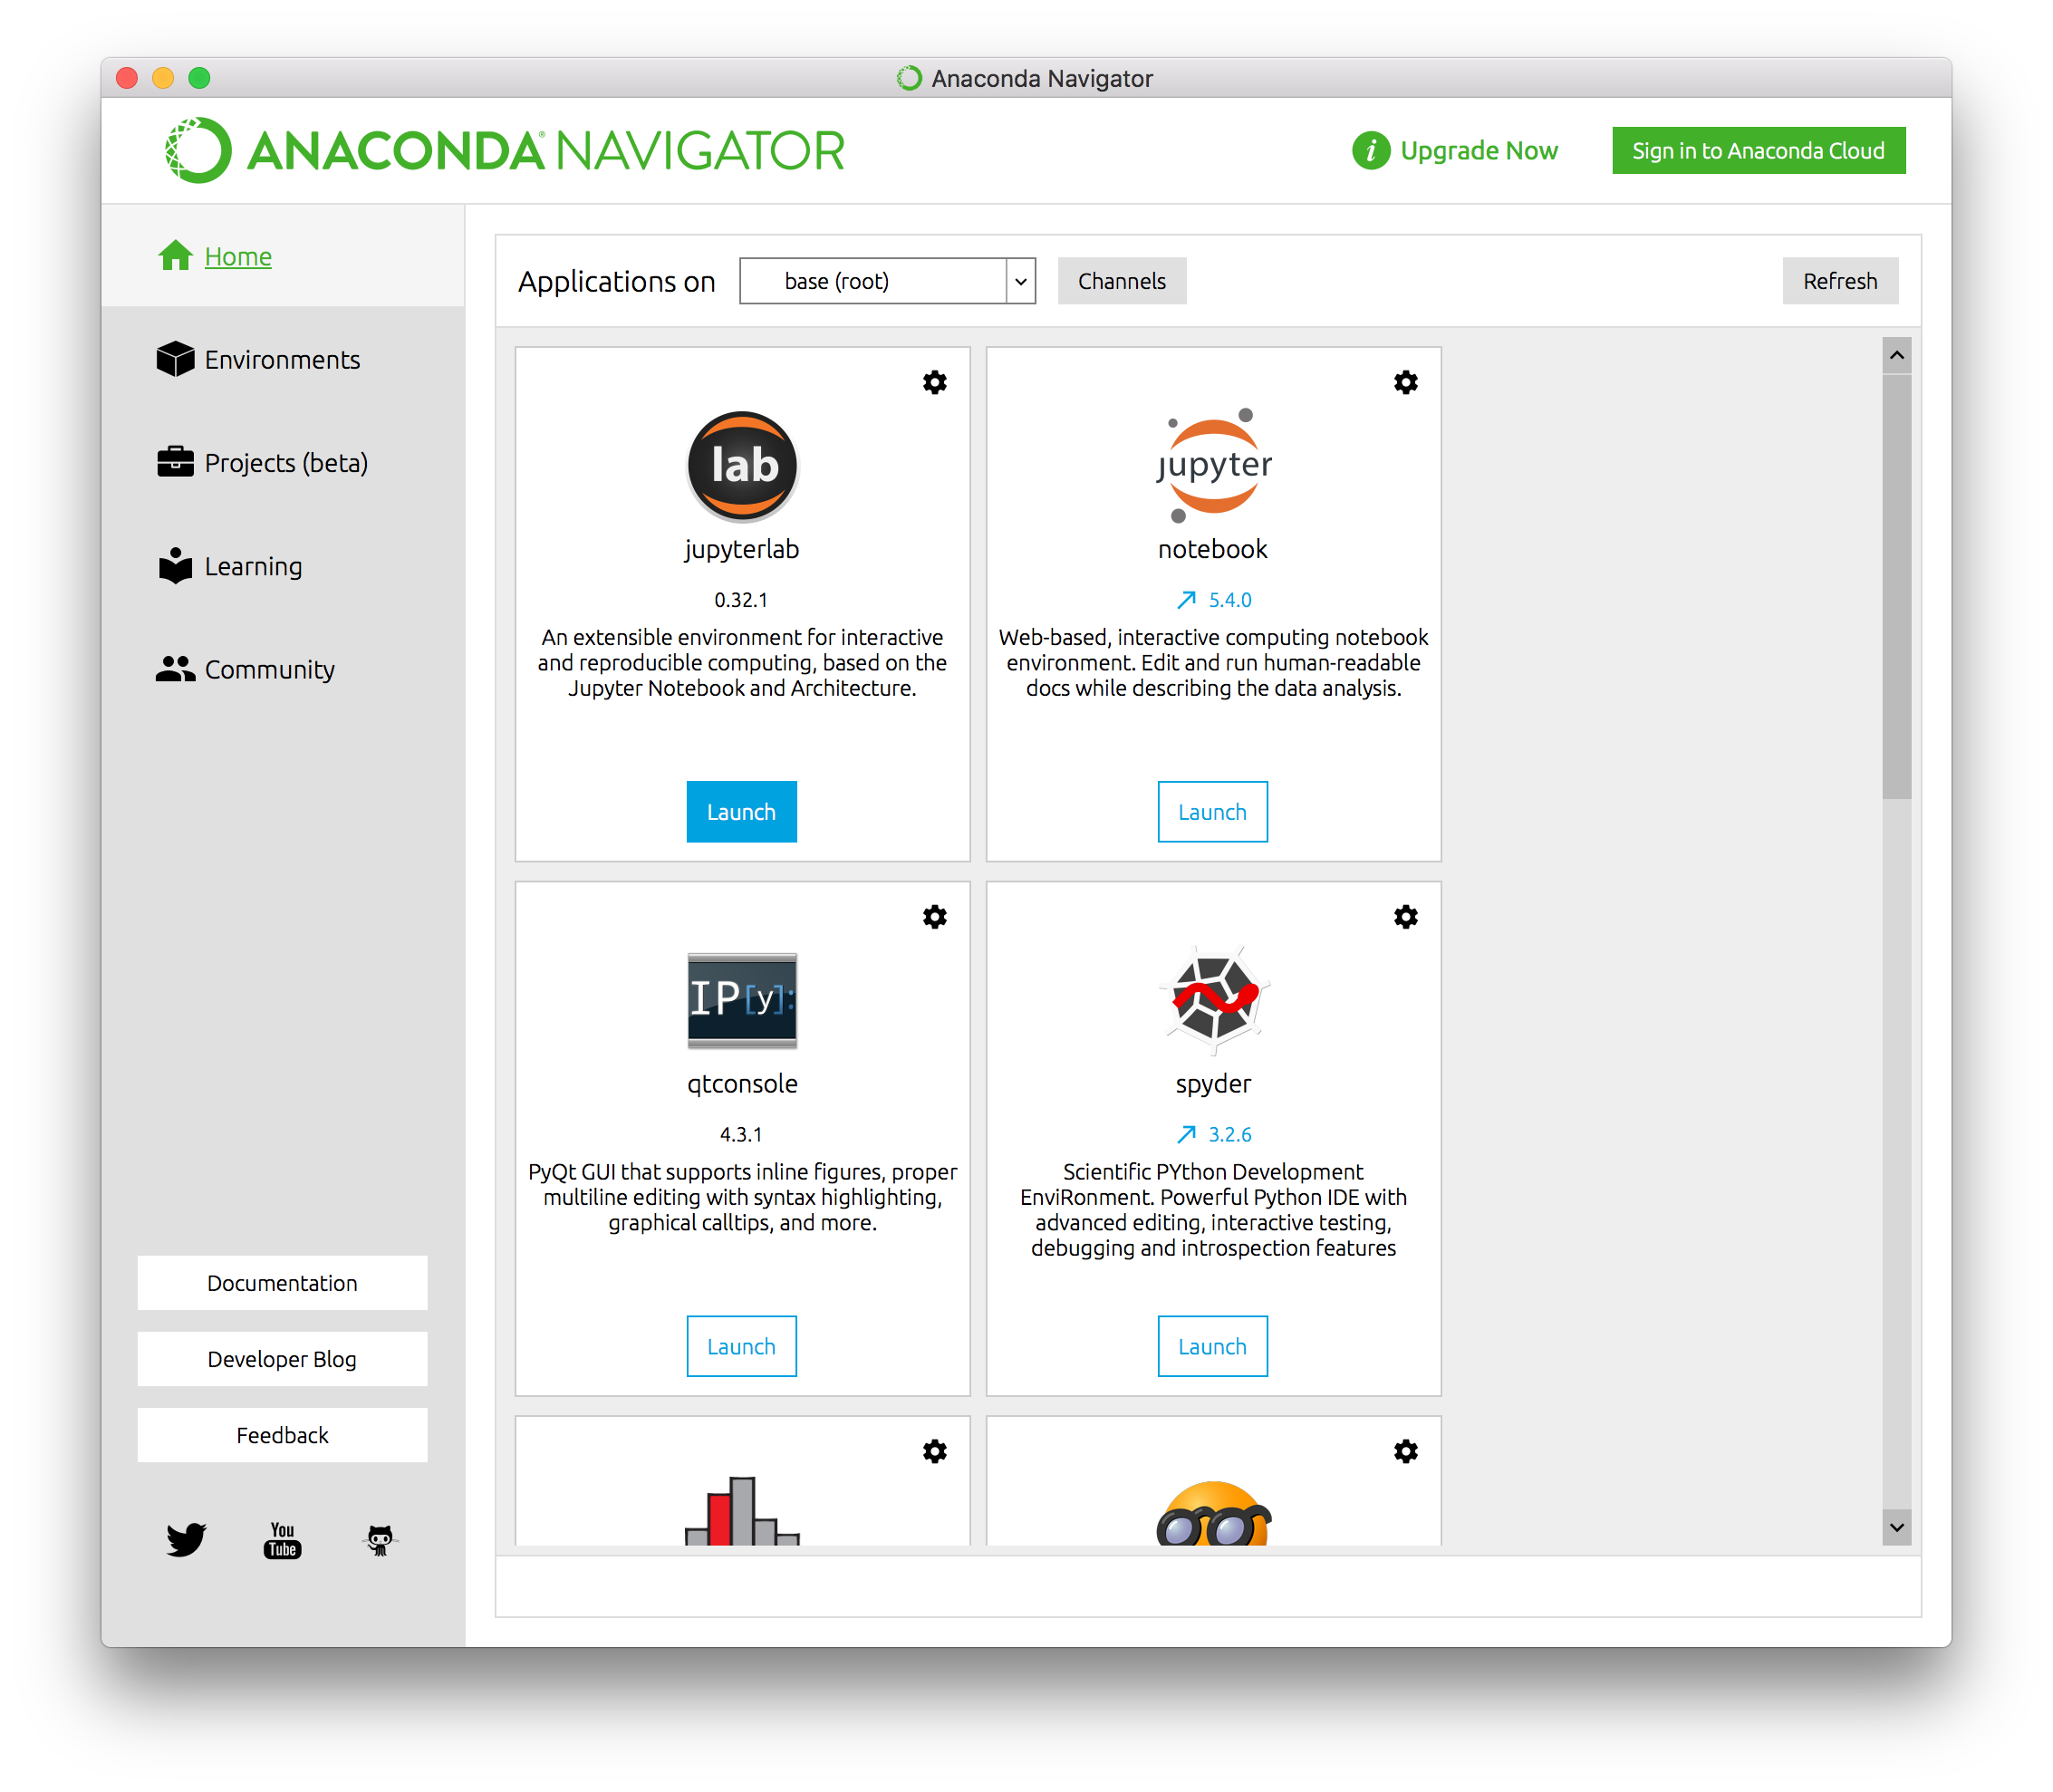 Anaconda Navigator
ANACONDA® NAVIGATOR
i Upgrade Now
Sign in to Anaconda Cloud
Home
Environments
Projects (beta)
Learning
Community
Documentation
Developer Blog
Feedback
You
Tube
Applications on
base (root)
Channels
Refresh
lab
jupyterlab
0.32.1
An extensible environment for interactive
and reproducible computing, based on the
Jupyter Notebook and Architecture.
Launch
jupyter
notebook
5.4.0
Web-based, interactive computing notebook
environment. Edit and run human-readable
docs while describing the data analysis.
Launch
IP[y]:
qtconsole
4.3.1
PyQt GUI that supports inline figures, proper
multiline editing with syntax highlighting,
graphical calltips, and more.
Launch
spyder
3.2.6
Scientific PYthon Development
EnviRonment. Powerful Python IDE with
advanced editing, interactive testing,
debugging and introspection features
Launch